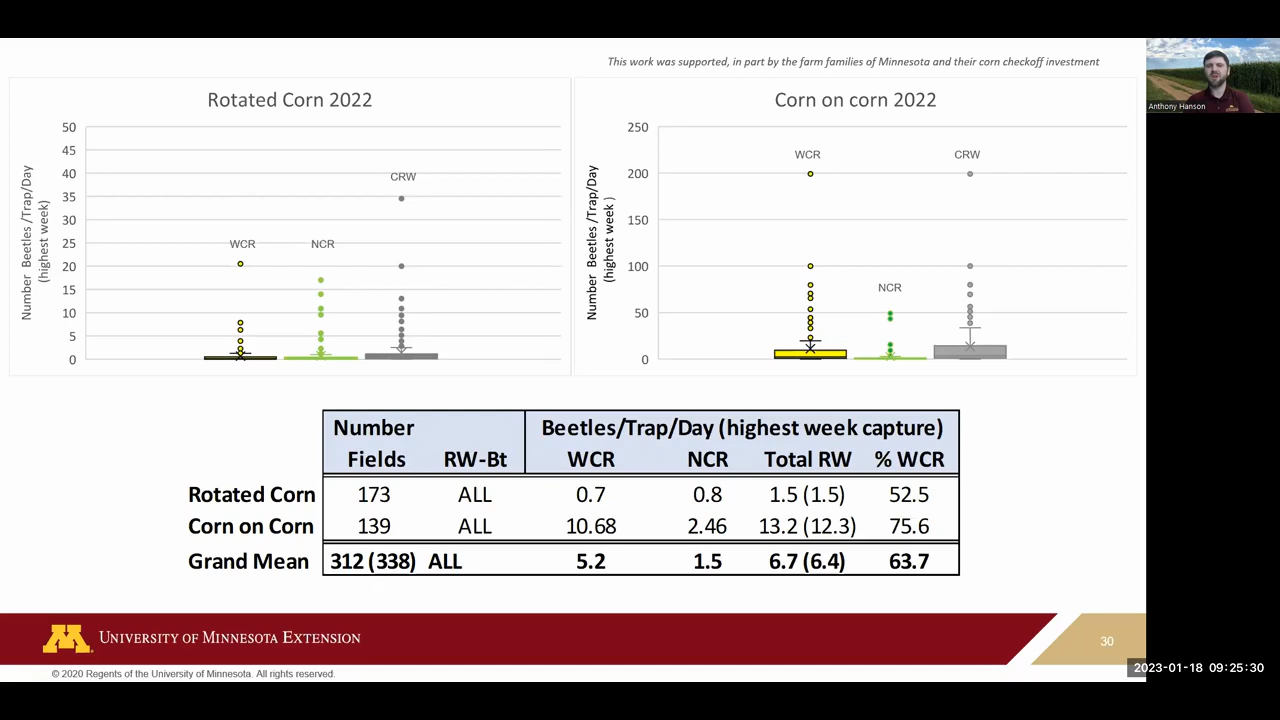 This work was supported, in part by the farm families of Minnesota and their corn checkoff investment
Anthony Hanson
Rotated Corn 2022
Number Beetles /Trap/Day
(highest week)
50
45
40
35
30
25
20
15
10
5
0
WCR
NCR
CRW
Corn on corn 2022
Number Beetles /Trap/Day
(highest week )
250
200
150
100
50
0
WCR
NCR
CRW
Number Beetles/Trap/Day (highest week capture)
Fields RW-Bt WCR NCR Total RW % WCR
Rotated Corn 173 ALL 0.7 0.8 1.5 (1.5) 52.5
Corn on Corn 139 ALL 10.68 2.46 13.2 (12.3) 75.6
Grand Mean 312 (338) ALL 5.2 1.5 6.7 (6.4) 63.7
M UNIVERSITY OF MINNESOTA EXTENSION
30
© 2020 Regents of the University of Minnesota. All rights reserved.
2023-01-18 09:25:30